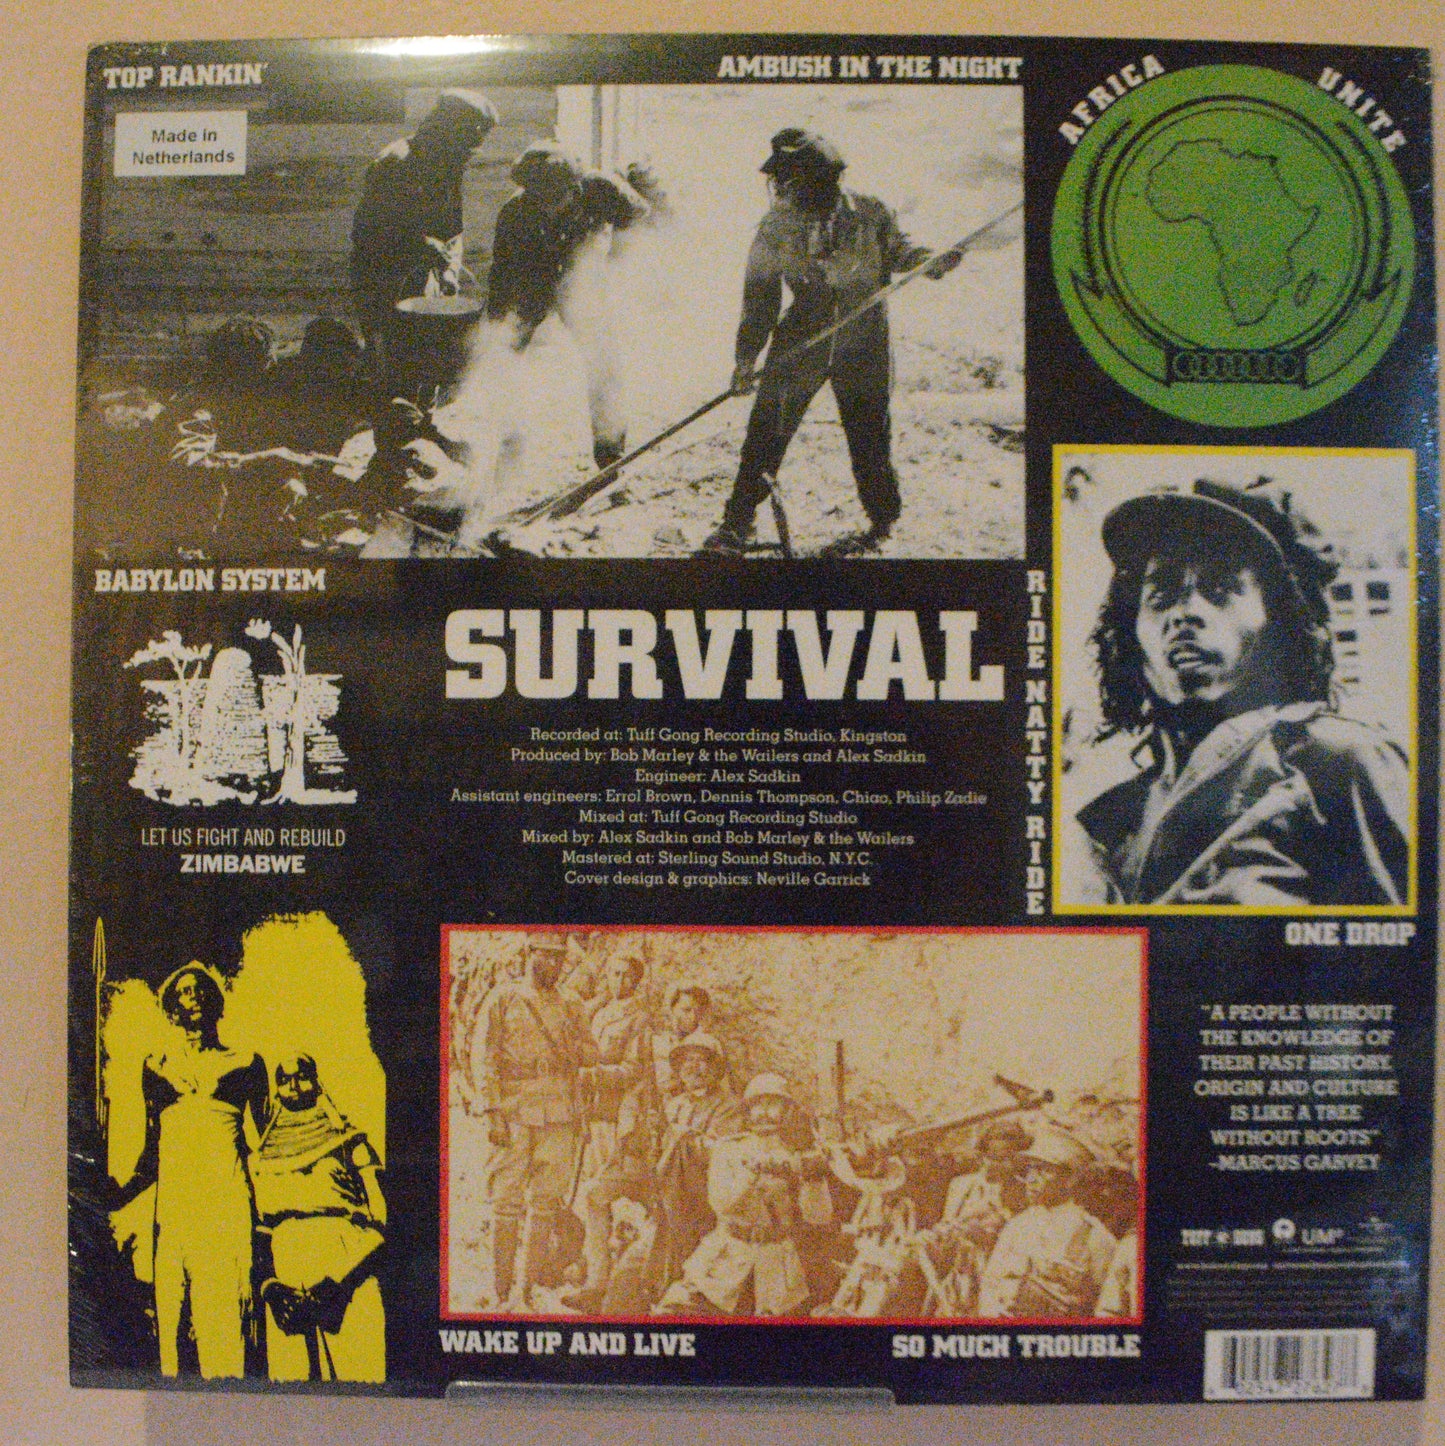 TOP RANKIN'
AMBUSH IN THE NIGHT
AFRICA UNITE
Made in
Netherlands
BABYLON SYSTEM
SURVIVAL
RIDE NATTY RIDE
Recorded at: Tuff Gong Recording Studio, Kingston
Produced by: Bob Marley & the Wailers and Alex Sadkin
Engineer: Alex Sadkin
Assistant engineers: Errol Brown, Dennis Thompson, Chiao, Philip Zadie
Mixed at: Tuff Gong Recording Studio
Mixed by: Alex Sadkin and Bob Marley & the Wailers
Mastered at: Sterling Sound Studio, N.Y.C.
Cover design & graphics: Neville Garrick
LET US FIGHT AND REBUILD
ZIMBABWE
ONE DROP
"A PEOPLE WITHOUT
THE KNOWLEDGE OF
THEIR PAST HISTORY,
ORIGIN AND CULTURE
IS LIKE A TREE
WITHOUT ROOTS"
-MARCUS GARVEY
TUFF GONG
UMe
WAKE UP AND LIVE
SO MUCH TROUBLE